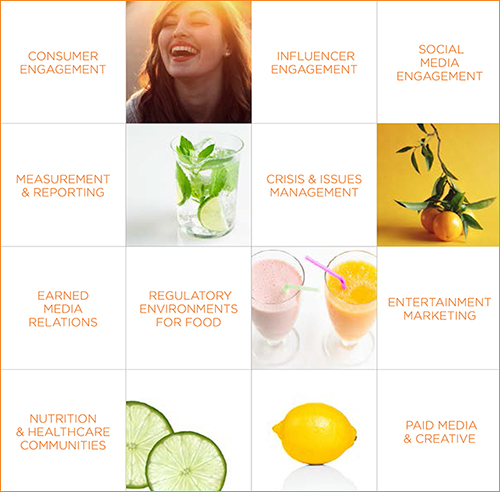 CONSUMER
ENGAGEMENT
INFLUENCER
ENGAGEMENT
SOCIAL
MEDIA
ENGAGEMENT
MEASUREMENT
& REPORTING
CRISIS & ISSUES
MANAGEMENT
EARNED
MEDIA
RELATIONS
REGULATORY
ENVIRONMENTS
FOR FOOD
ENTERTAINMENT
MARKETING
NUTRITION
& HEALTHCARE
COMMUNITIES
PAID MEDIA
& CREATIVE